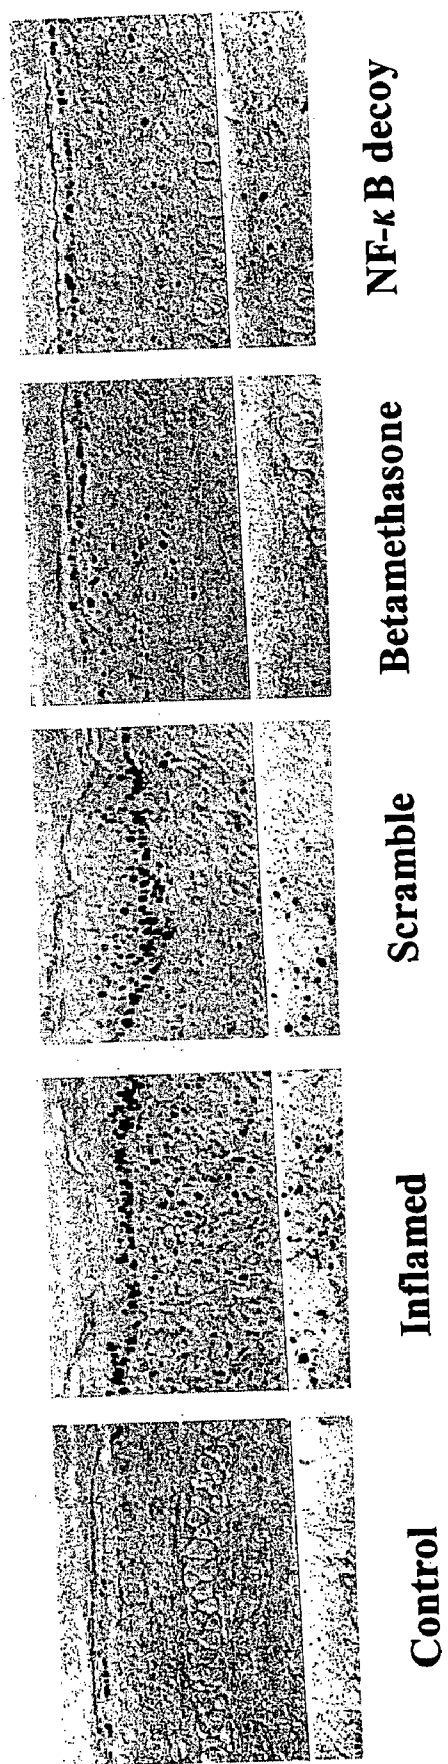 Control
Inflamed
Scramble
Betamethasone
NF-κB decoy